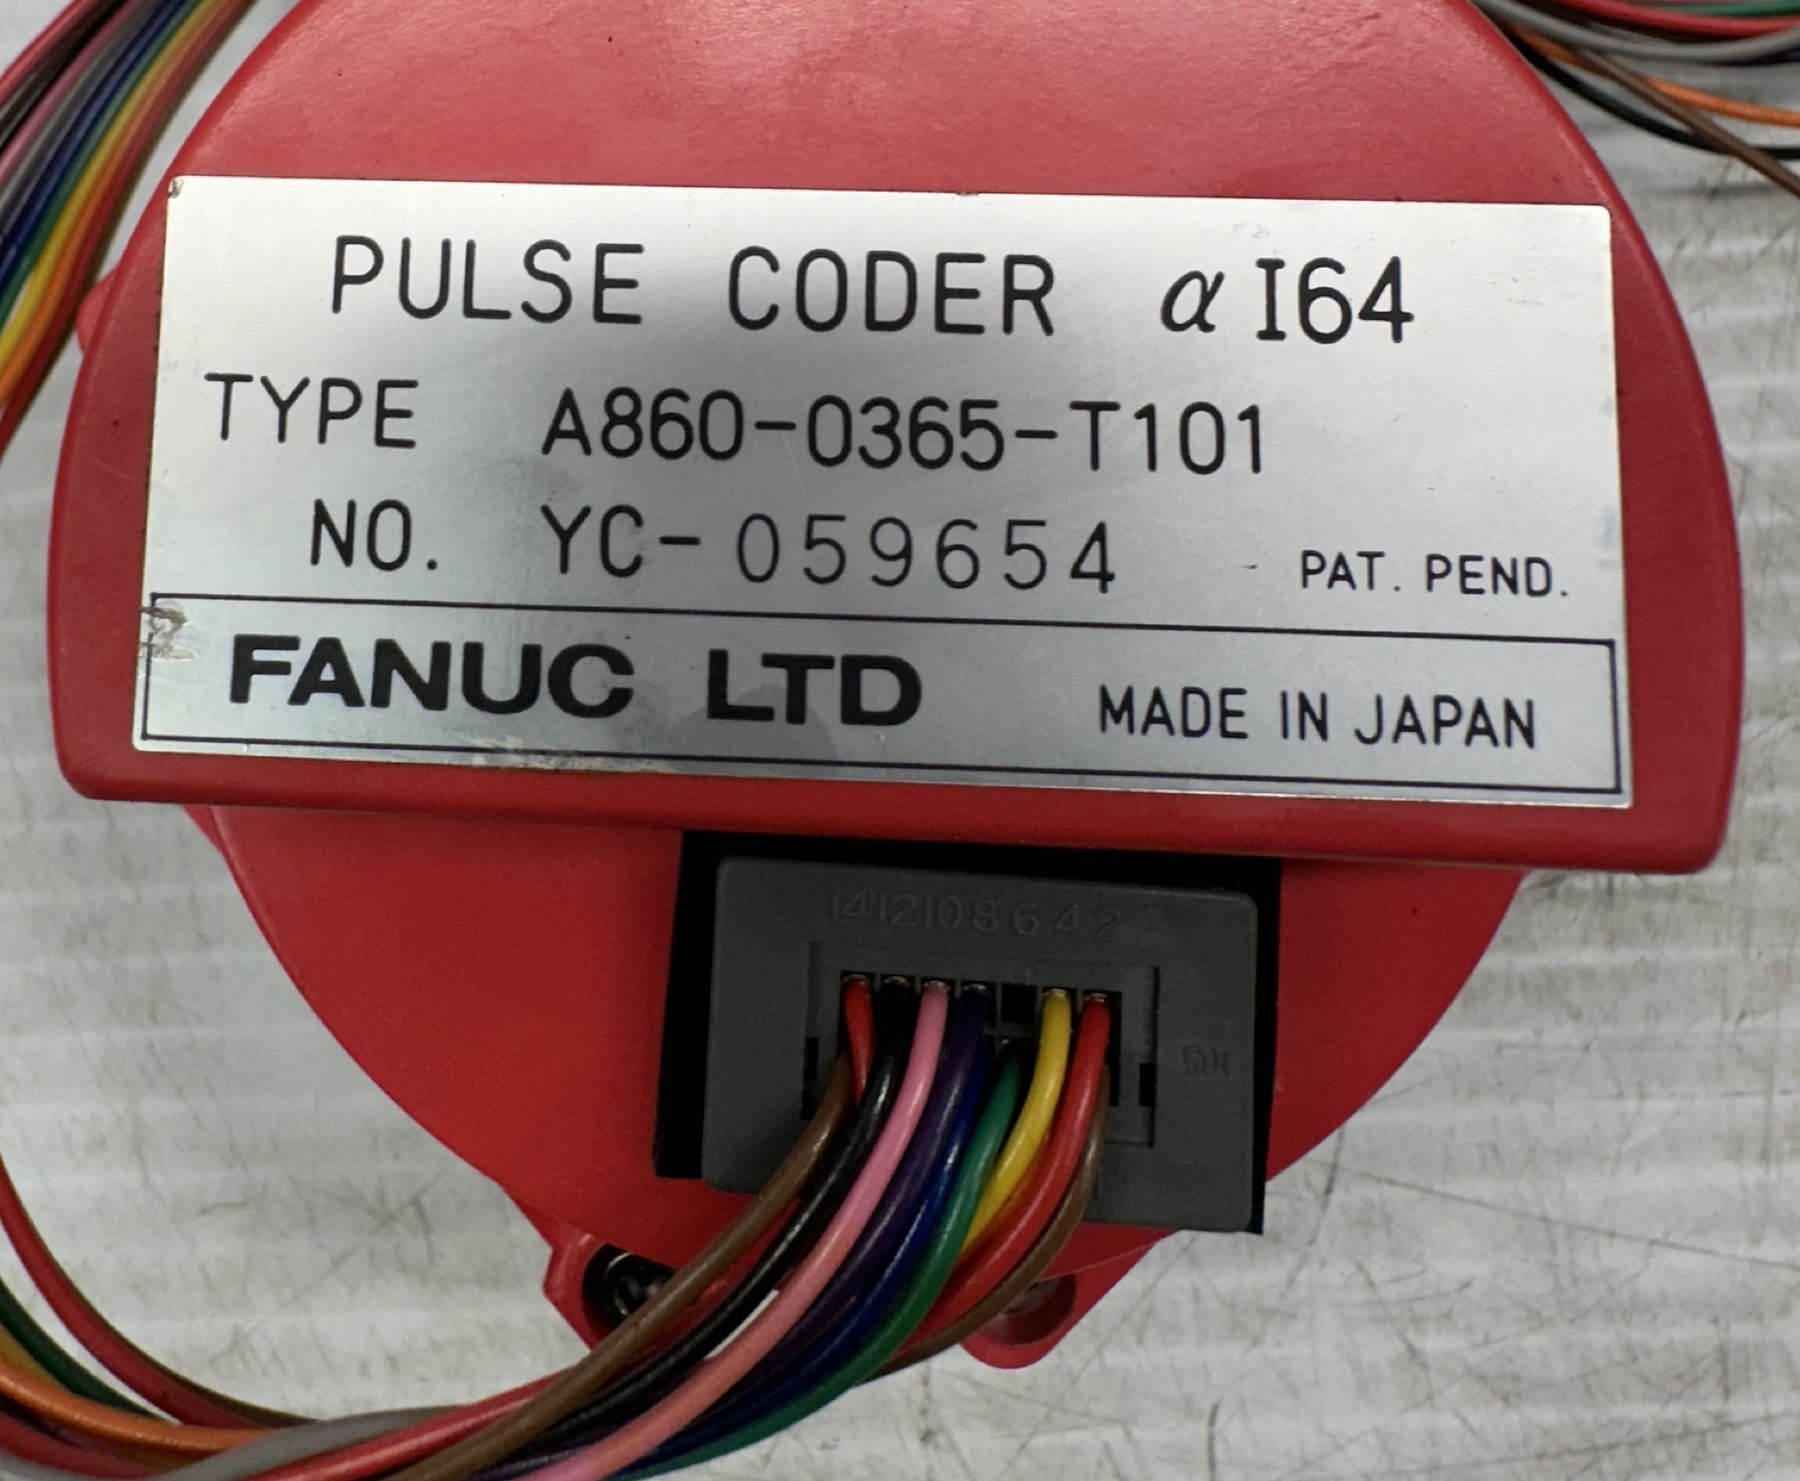 PULSE CODER α I64
TYPE A860-0365-T101
NO. YC-059654 PAT. PEND.
FANUC LTD MADE IN JAPAN
14 12 10 8 6 4 2